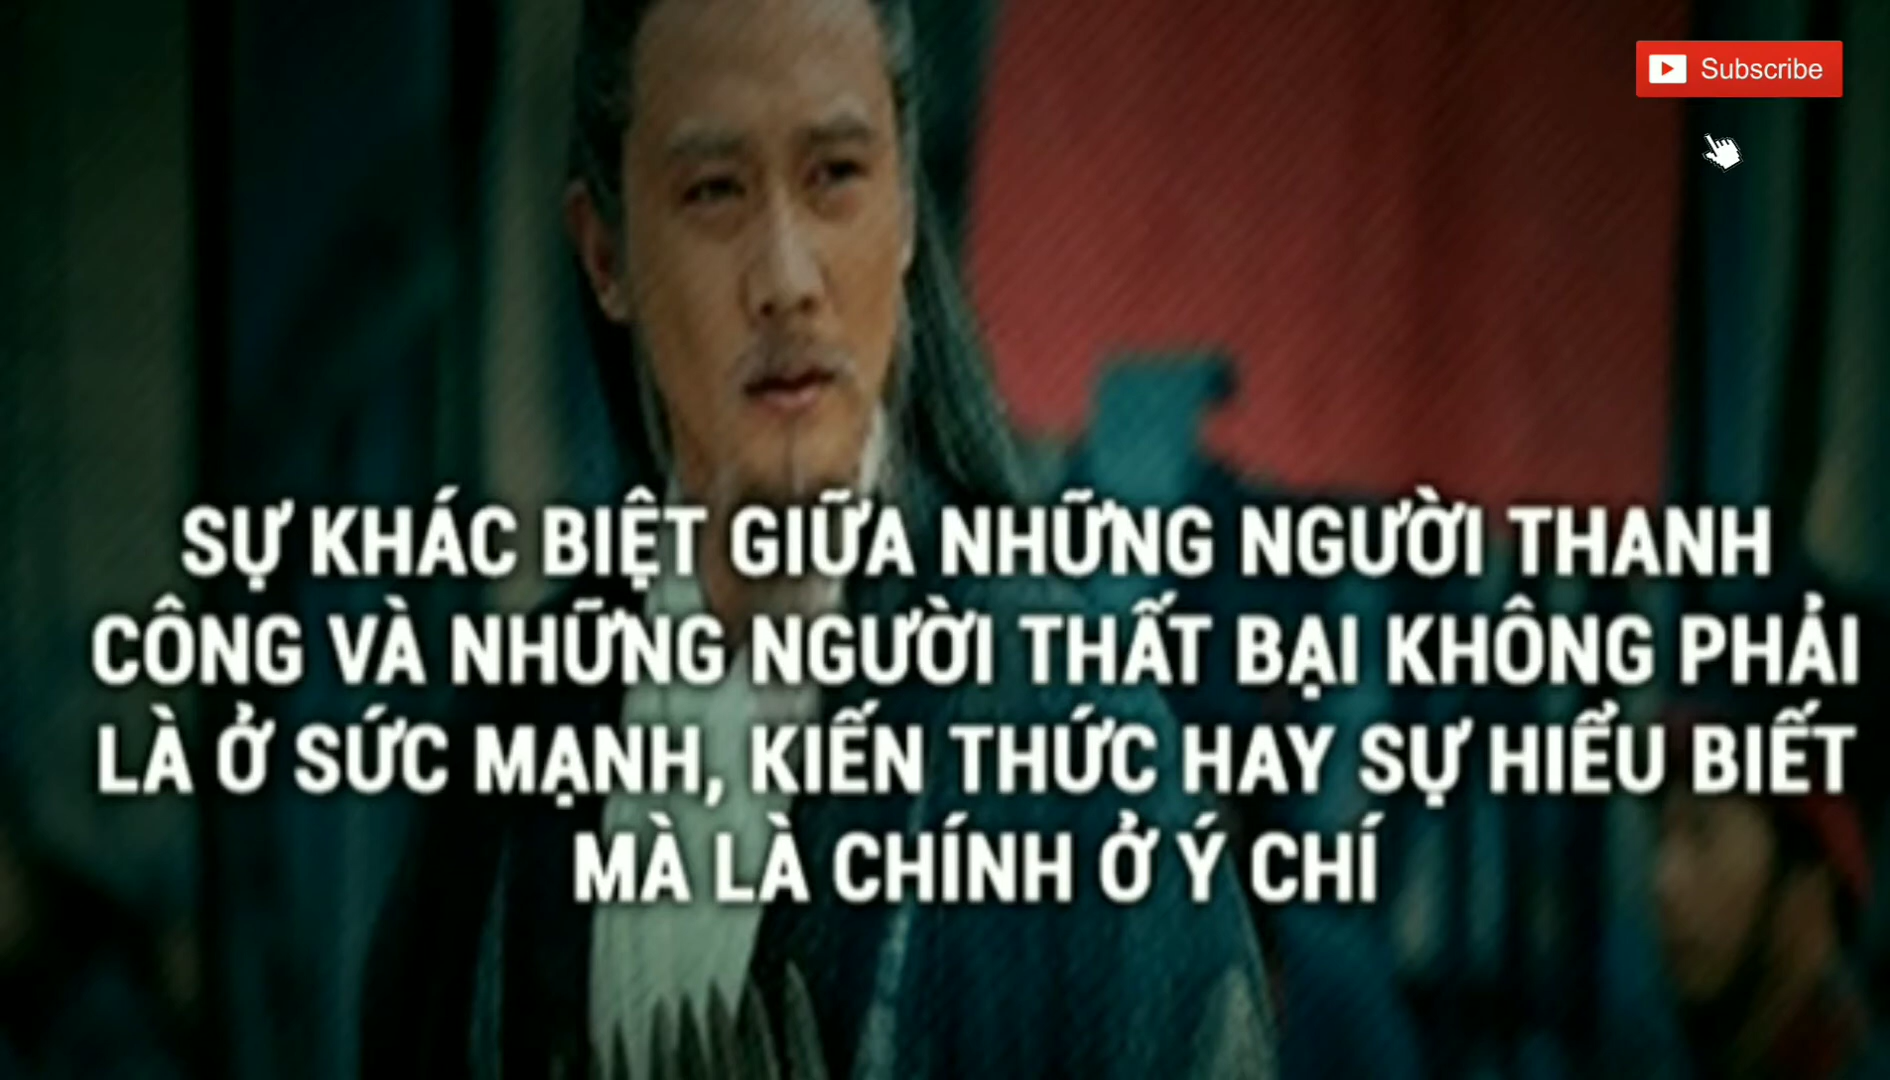 Subscribe
SỰ KHÁC BIỆT GIỮA NHỮNG NGƯỜI THANH
CÔNG VÀ NHỮNG NGƯỜI THẤT BẠI KHÔNG PHẢI
LÀ Ở SỨC MẠNH, KIẾN THỨC HAY SỰ HIỂU BIẾT
MÀ LÀ CHÍNH Ở Ý CHÍ